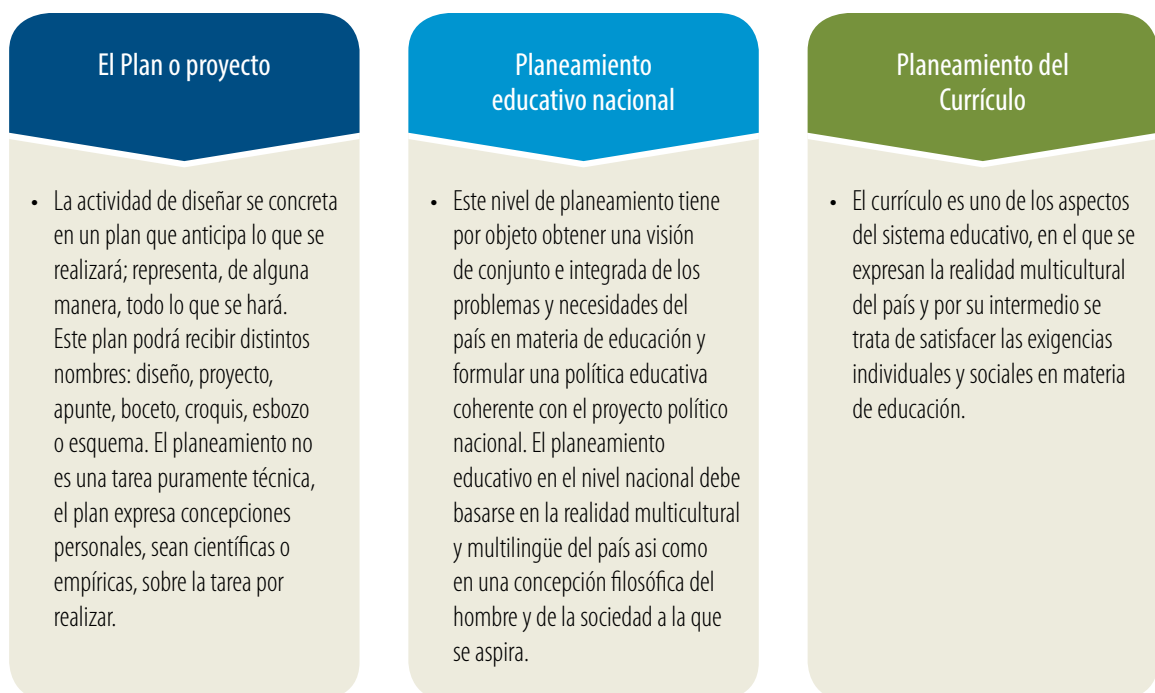 El Plan o proyecto
• La actividad de diseñar se concreta
en un plan que anticipa lo que se
realizará; representa, de alguna
manera, todo lo que se hará.
Este plan podrá recibir distintos
nombres: diseño, proyecto,
apunte, boceto, croquis, esbozo
o esquema. El planeamiento no
es una tarea puramente técnica,
el plan expresa concepciones
personales, sean científicas o
empíricas, sobre la tarea por
realizar.
Planeamiento
educativo nacional
• Este nivel de planeamiento tiene
por objeto obtener una visión
de conjunto e integrada de los
problemas y necesidades del
país en materia de educación y
formular una política educativa
coherente con el proyecto político
nacional. El planeamiento
educativo en el nivel nacional debe
basarse en la realidad multicultural
y multilingüe del país asi como
en una concepción filosófica del
hombre y de la sociedad a la que
se aspira.
Planeamiento del
Currículo
• El currículo es uno de los aspectos
del sistema educativo, en el que se
expresan la realidad multicultural
del país y por su intermedio se
trata de satisfacer las exigencias
individuales y sociales en materia
de educación.